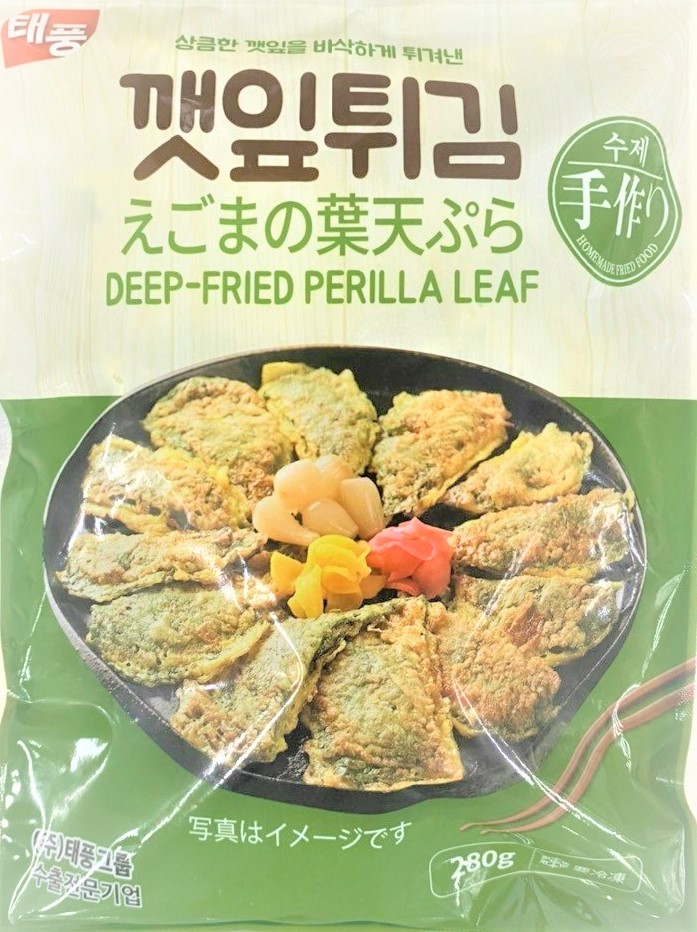 태풍
상큼한 깻잎을 바삭하게 튀겨낸
깻잎튀김
えごまの葉天ぷら
DEEP-FRIED PERILLA LEAF
수제
手作り
HOMEMADE FRIED FOOD
写真はイメージです
(주)태풍그룹
수출전문기업
280g